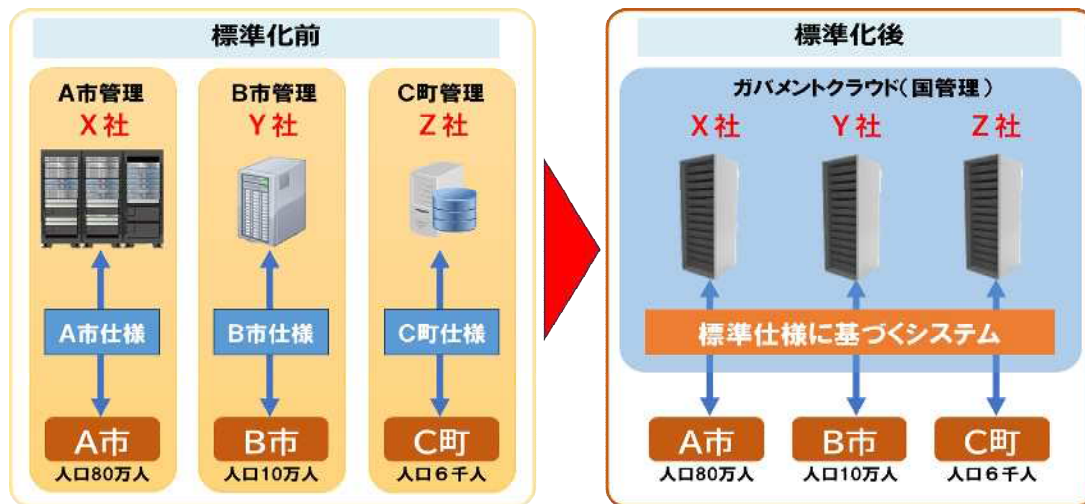 標準化前
A市管理
X社
B市管理
Y社
C町管理
Z社
A市仕様
B市仕様
C町仕様
A市
人口80万人
B市
人口10万人
C町
人口6千人
標準化後
ガバメントクラウド(国管理)
X社
Y社
Z社
標準仕様に基づくシステム
A市
人口80万人
B市
人口10万人
C町
人口6千人